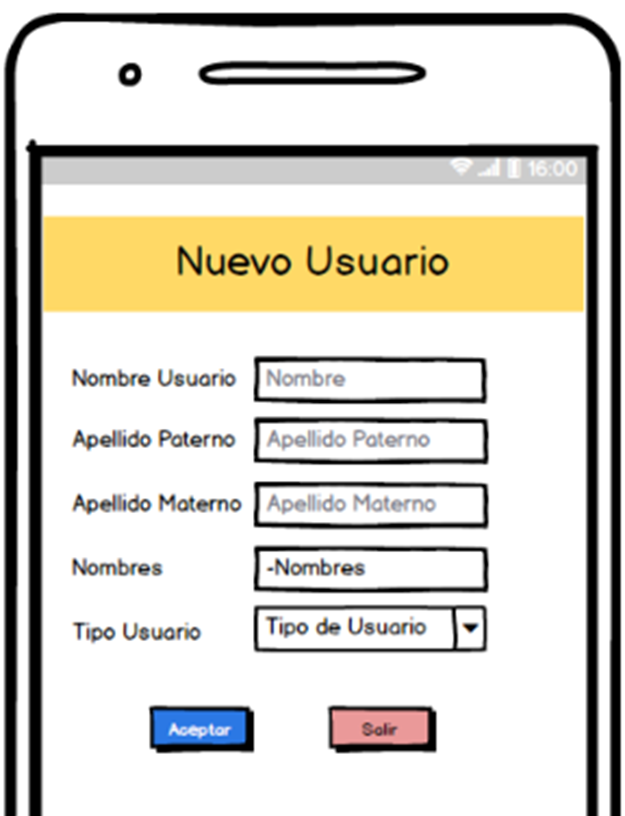 16:00
Nuevo Usuario
Nombre Usuario Nombre
Apellido Paterno Apellido Paterno
Apellido Materno Apellido Materno
Nombres -Nombres
Tipo Usuario Tipo de Usuario
Aceptar Salir